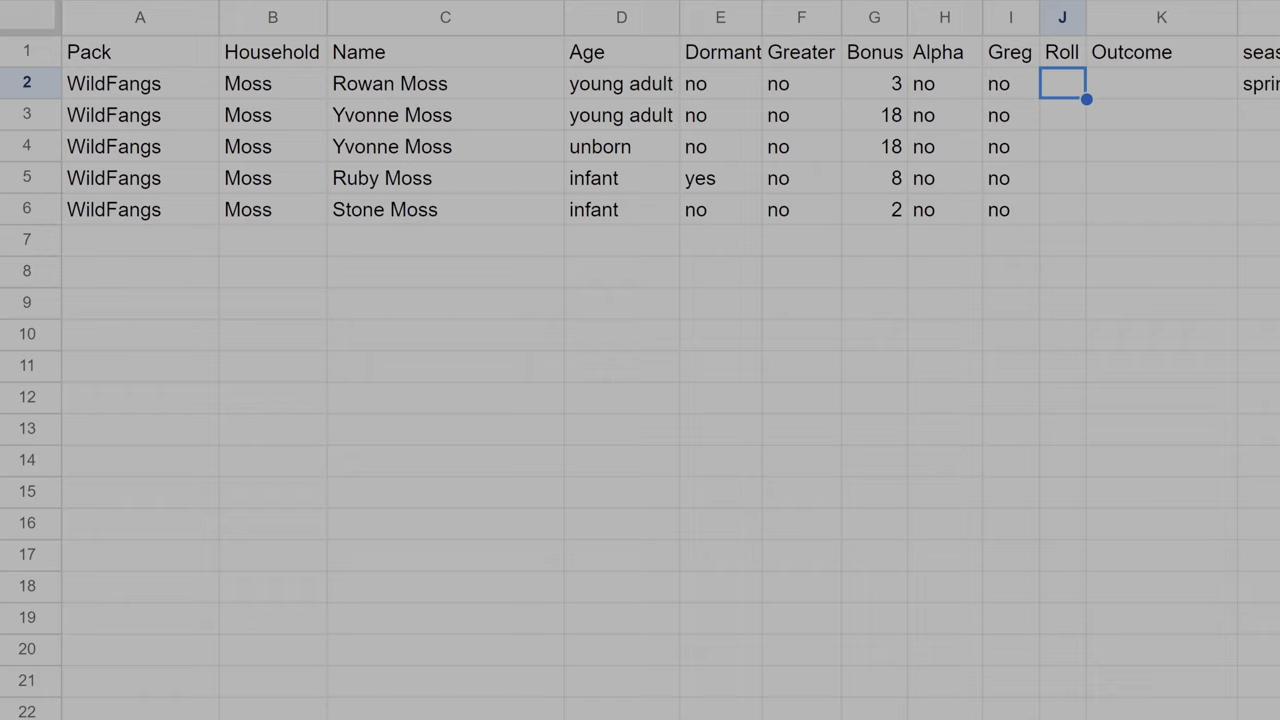 A B C D E F G H I J K
1 Pack Household Name Age Dormant Greater Bonus Alpha Greg Roll Outcome seas
2 WildFangs Moss Rowan Moss young adult no no 3 no no sprin
3 WildFangs Moss Yvonne Moss young adult no no 18 no no
4 WildFangs Moss Yvonne Moss unborn no no 18 no no
5 WildFangs Moss Ruby Moss infant yes no 8 no no
6 WildFangs Moss Stone Moss infant no no 2 no no
7
8
9
10
11
12
13
14
15
16
17
18
19
20
21
22